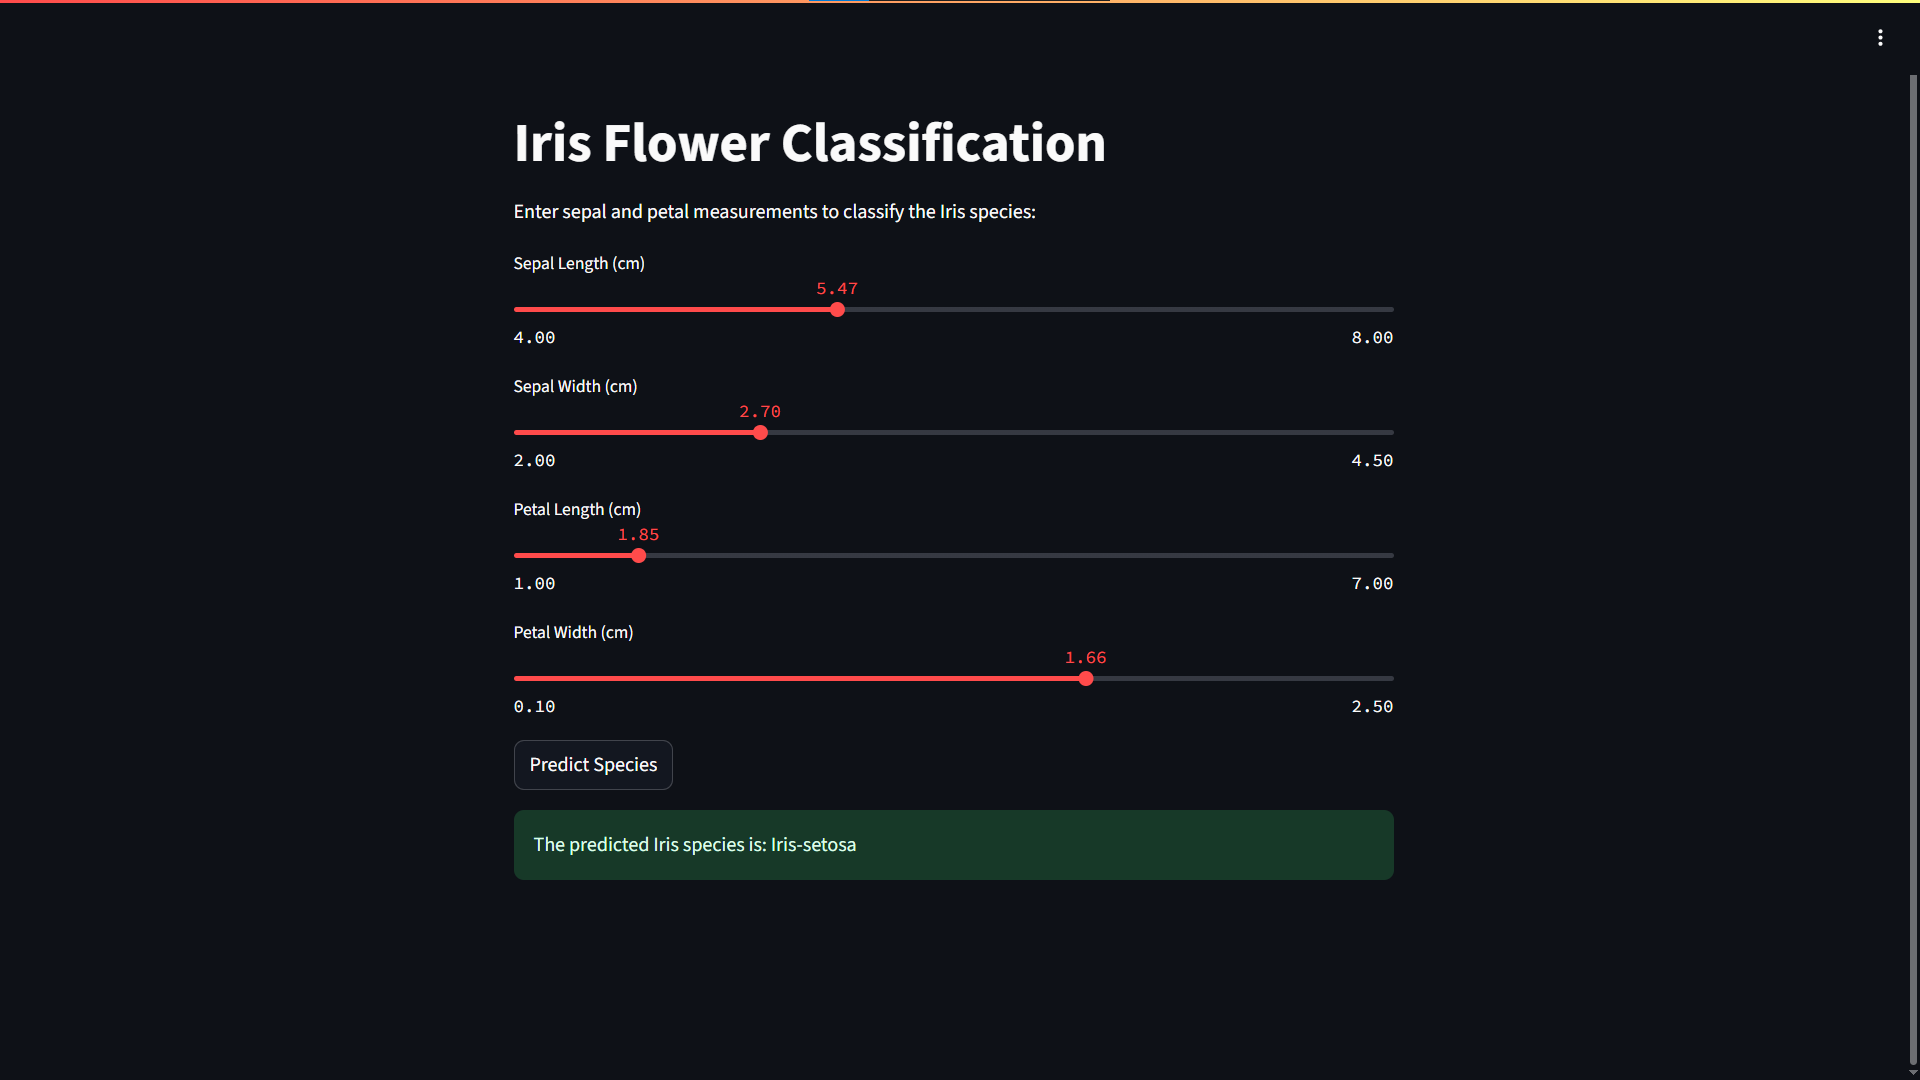 Iris Flower Classification
Enter sepal and petal measurements to classify the Iris species:
Sepal Length (cm)
5.47
4.00 8.00
Sepal Width (cm)
2.70
2.00 4.50
Petal Length (cm)
1.85
1.00 7.00
Petal Width (cm)
1.66
0.10 2.50
Predict Species
The predicted Iris species is: Iris-setosa